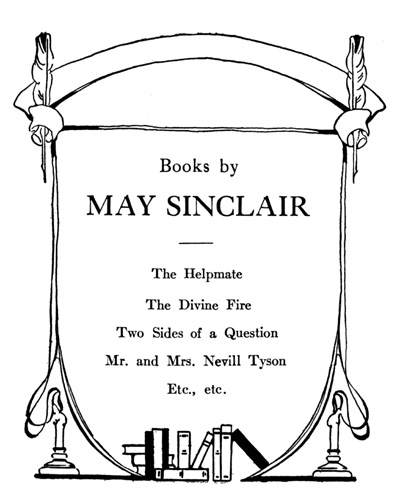 Books by
MAY SINCLAIR
The Helpmate
The Divine Fire
Two Sides of a Question
Mr. and Mrs. Nevill Tyson
Etc., etc.